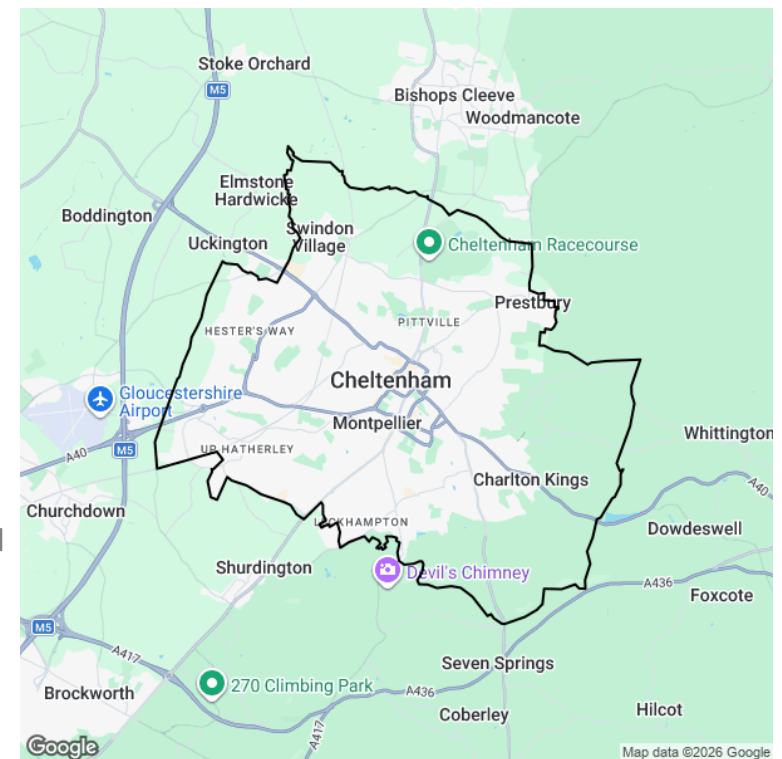 Stoke Orchard
M5
Bishops Cleeve
Woodmancote
Elmstone
Hardwicke
Boddington
Swindon
Village
Uckington
Cheltenham Racecourse
Prestbury
HESTER'S WAY
PITTVILLE
Cheltenham
Gloucestershire
Airport
Montpellier
M5
A40
UP HATHERLEY
Whittington
Charlton Kings
A40
Churchdown
LECKHAMPTON
Dowdeswell
Shurdington
Devil's Chimney
A436
Foxcote
M5
A417
Seven Springs
Brockworth
270 Climbing Park
A436
Coberley
Hilcot
A417
Google
Map data ©2026 Google